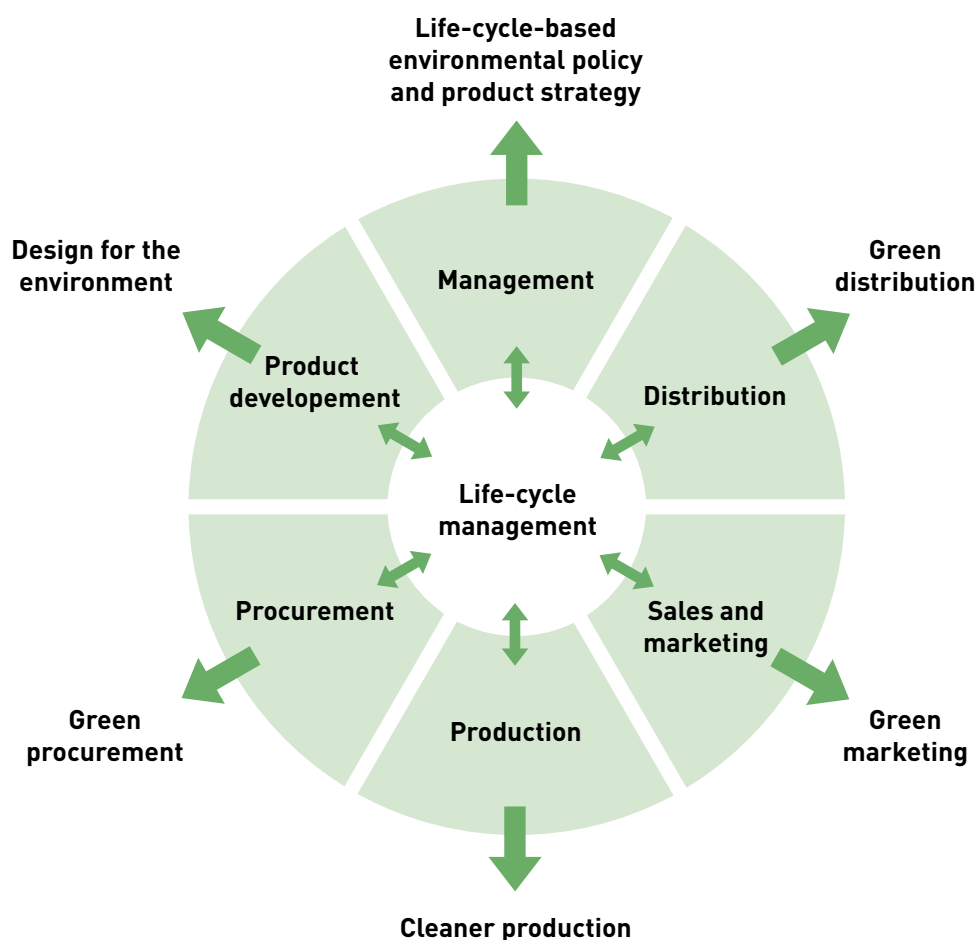 Life-cycle-based
environmental policy
and product strategy
Design for the
environment
Green
distribution
Management
Product
developement
Distribution
Life-cycle
management
Procurement
Sales and
marketing
Green
procurement
Production
Green
marketing
Cleaner production